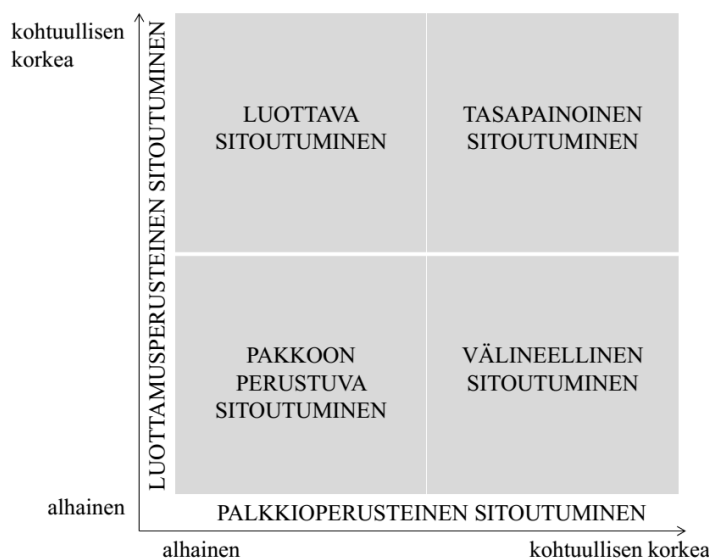 kohtuullisen
korkea
LUOTTAMUSPERUSTEINEN SITOUTUMINEN
LUOTTAVA
SITOUTUMINEN
TASAPAINOINEN
SITOUTUMINEN
PAKKOON
PERUSTUVA
SITOUTUMINEN
VÄLINEELLINEN
SITOUTUMINEN
alhainen
PALKKIOPERUSTEINEN SITOUTUMINEN
alhainen
kohtuullisen korkea